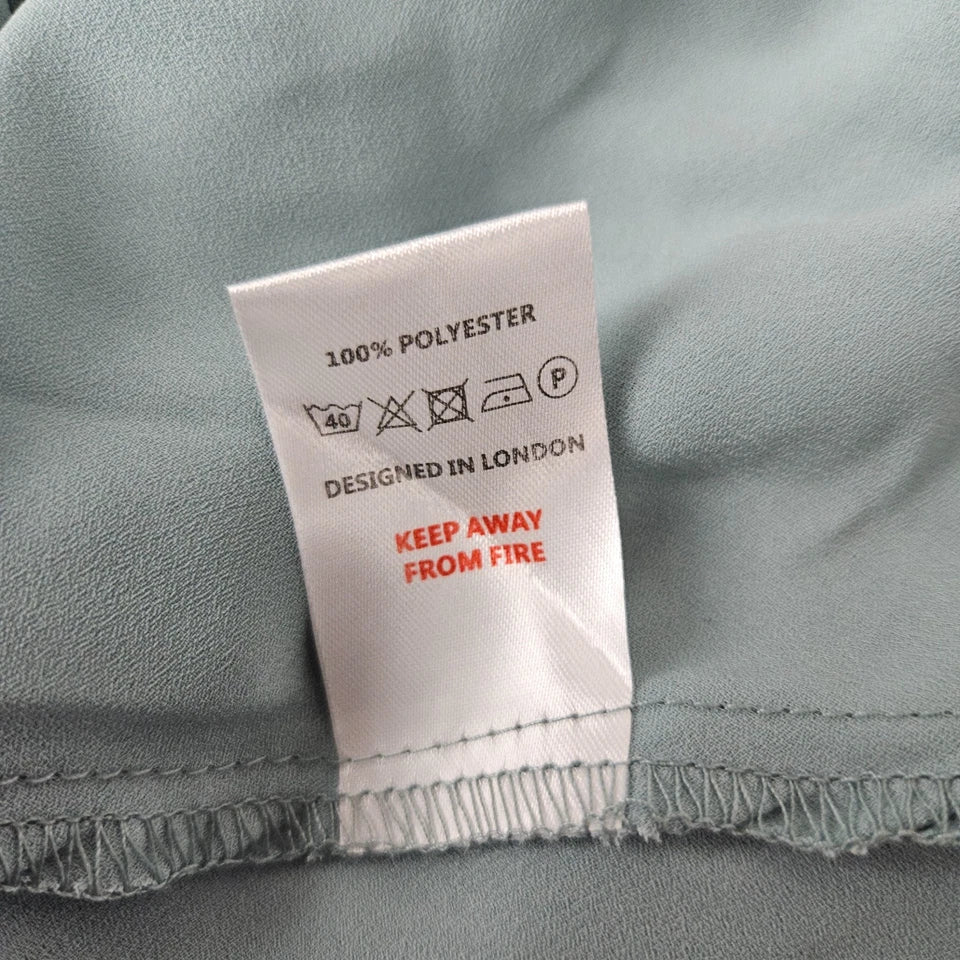 100% POLYESTER
40 P
DESIGNED IN LONDON
KEEP AWAY
FROM FIRE